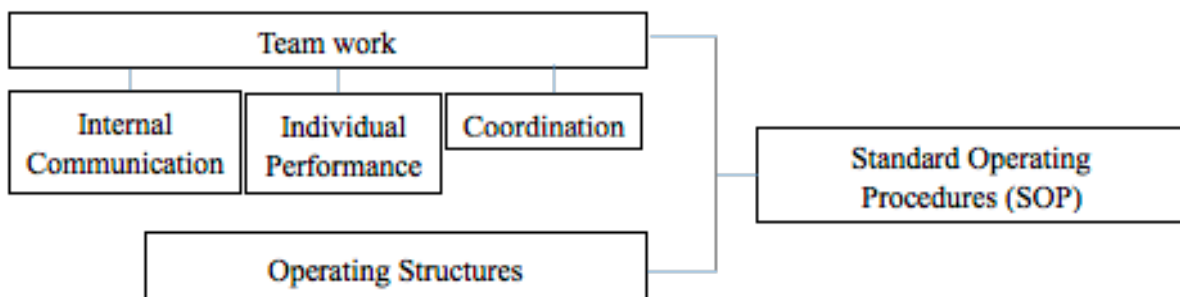 Team work
Internal
Communication
Individual
Performance
Coordination
Standard Operating
Procedures (SOP)
Operating Structures